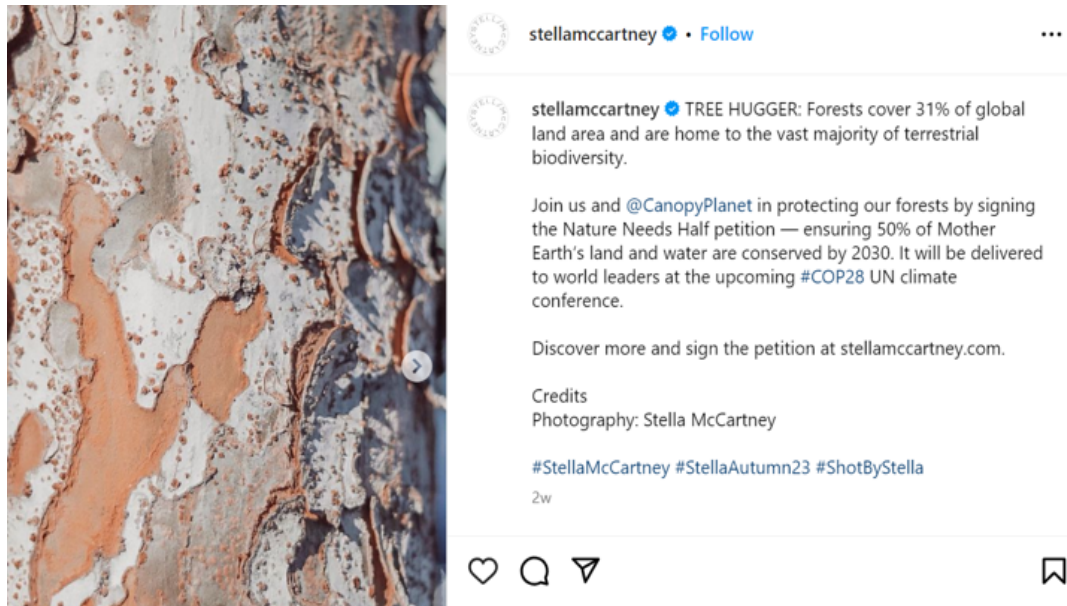 stellamccartney • Follow
stellamccartney TREE HUGGER: Forests cover 31% of global
land area and are home to the vast majority of terrestrial
biodiversity.
Join us and @CanopyPlanet in protecting our forests by signing
the Nature Needs Half petition — ensuring 50% of Mother
Earth's land and water are conserved by 2030. It will be delivered
to world leaders at the upcoming #COP28 UN climate
conference.
Discover more and sign the petition at stellamccartney.com.
Credits
Photography: Stella McCartney
#StellaMcCartney #StellaAutumn23 #ShotByStella
2w